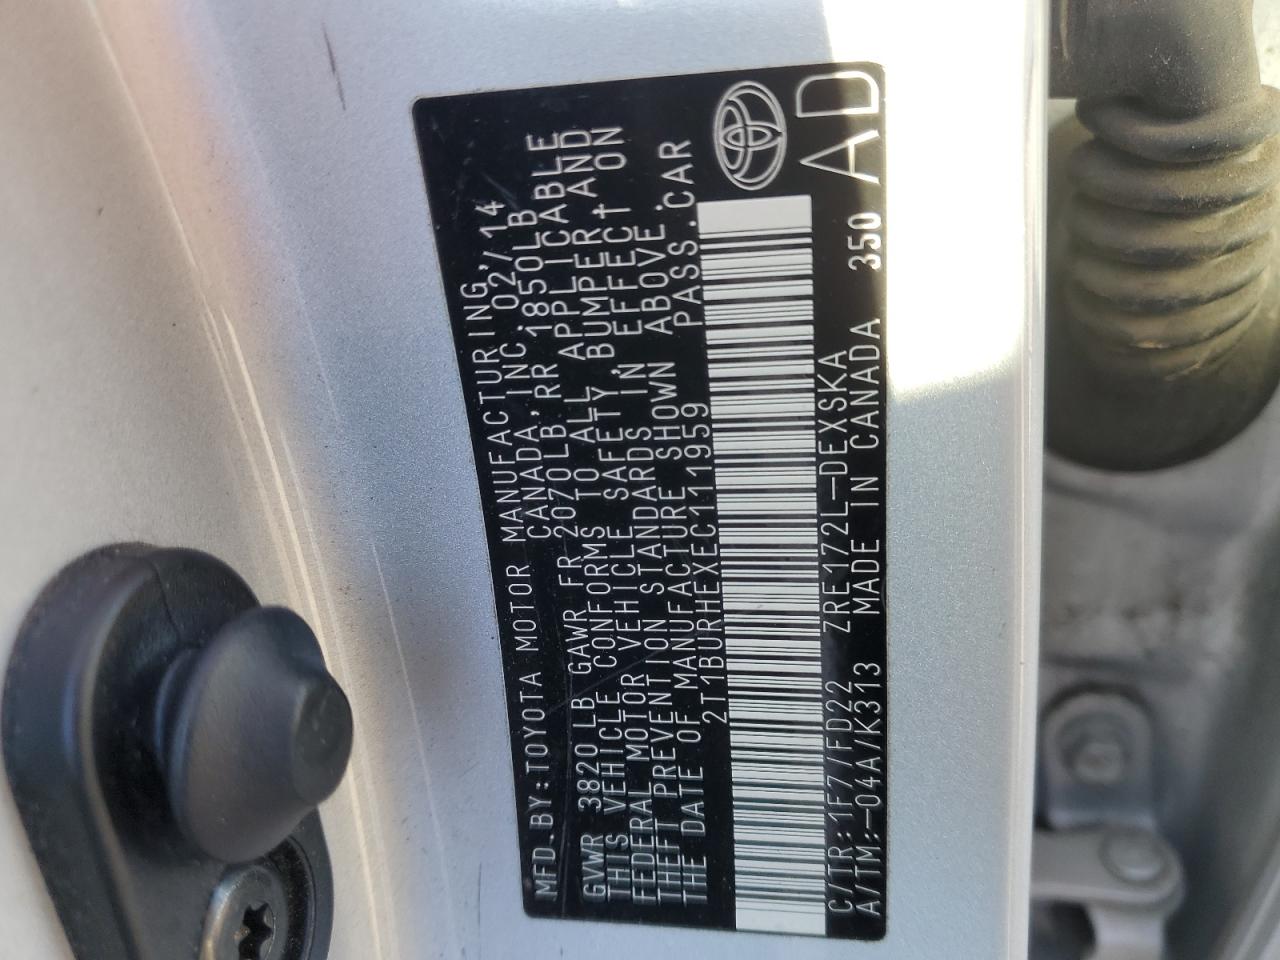 MFD.BY:TOYOTA MOTOR MANUFACTURING,
CANADA, INC. 02/14
GVWR 3820LB GAWR FR 2070LB, RR 1850LB
THIS VEHICLE CONFORMS TO ALL APPLICABLE
FEDERAL MOTOR VEHICLE SAFETY, BUMPER, AND
THEFT PREVENTION STANDARDS IN EFFECT ON
THE DATE OF MANUFACTURE SHOWN ABOVE.
2T1BURHEXEC111959 PASS.CAR
C/TR:1F7/FD22 ZRE172L-DEXSKA
A/TM:-04A/K313 MADE IN CANADA 350
AD